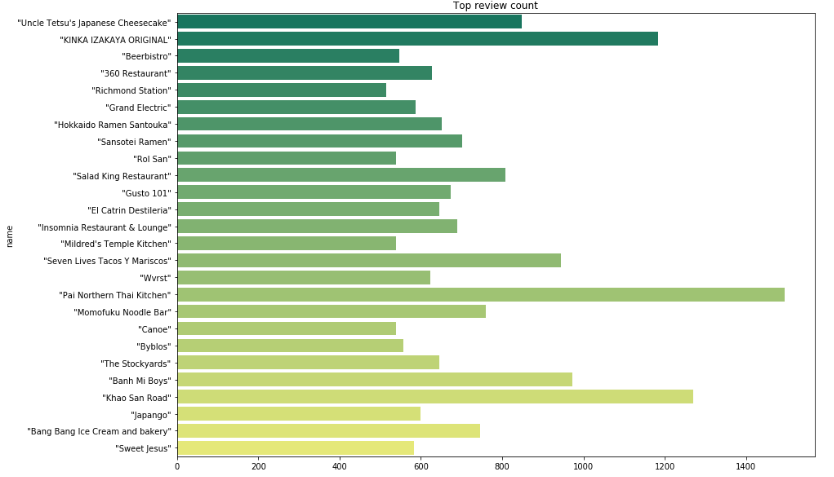 Top review count
"Uncle Tetsu's Japanese Cheesecake"
"KINKA IZAKAYA ORIGINAL"
"Beerbistro"
"360 Restaurant"
"Richmond Station"
"Grand Electric"
"Hokkaido Ramen Santouka"
"Sansotei Ramen"
"Rol San"
"Salad King Restaurant"
"Gusto 101"
"El Catrin Destileria"
"Insomnia Restaurant & Lounge"
"Mildred's Temple Kitchen"
"Seven Lives Tacos Y Mariscos"
"Wvrst"
"Pai Northern Thai Kitchen"
"Momofuku Noodle Bar"
"Canoe"
"Byblos"
"The Stockyards"
"Banh Mi Boys"
"Khao San Road"
"Japango"
"Bang Bang Ice Cream and bakery"
"Sweet Jesus"
name
0 200 400 600 800 1000 1200 1400